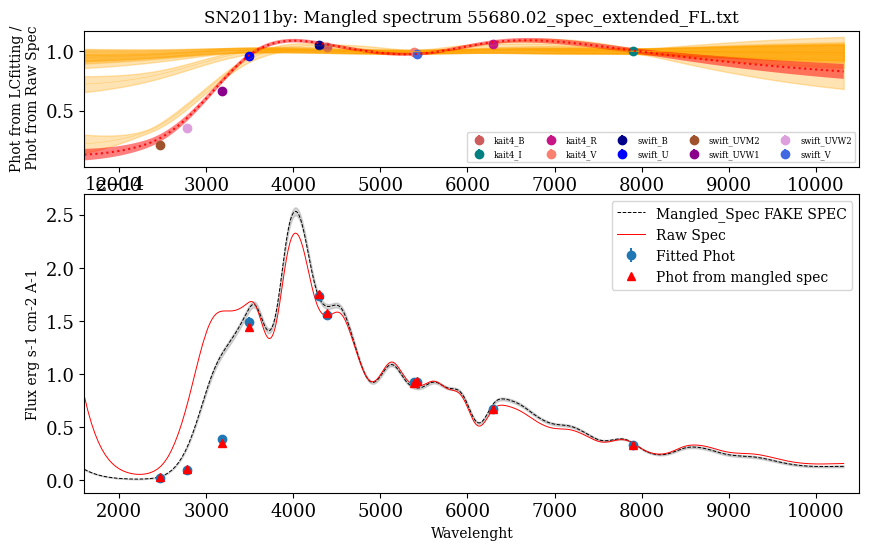 SN2011by: Mangled spectrum 55680.02_spec_extended_FL.txt
Phot from LCfitting /
Phot from Raw Spec
1.0
0.5
kait4_B kait4_R swift_B swift_UVM2 swift_UVW2
kait4_I kait4_V swift_U swift_UVW1 swift_V
2000 3000 4000 5000 6000 7000 8000 9000 10000
1e−14
Flux erg s-1 cm-2 A-1
2.5
2.0
1.5
1.0
0.5
0.0
Mangled_Spec FAKE SPEC
Raw Spec
Fitted Phot
Phot from mangled spec
2000 3000 4000 5000 6000 7000 8000 9000 10000
Wavelenght